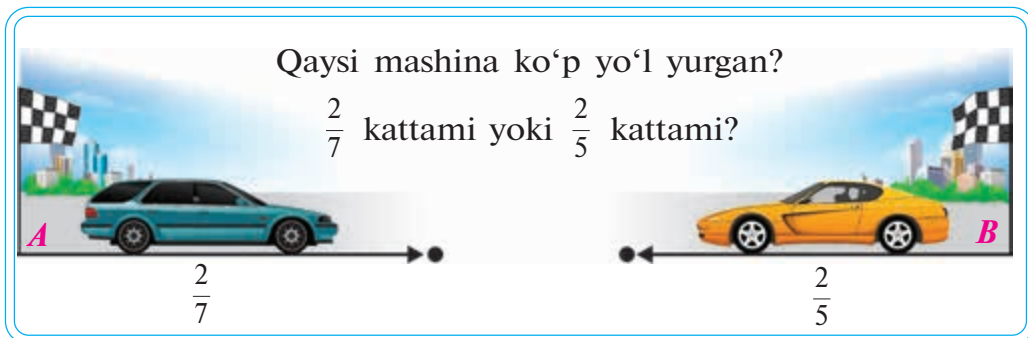 Qaysi mashina ko‘p yo‘l yurgan?
2/7 kattami yoki 2/5 kattami?
A
B
2/7
2/5